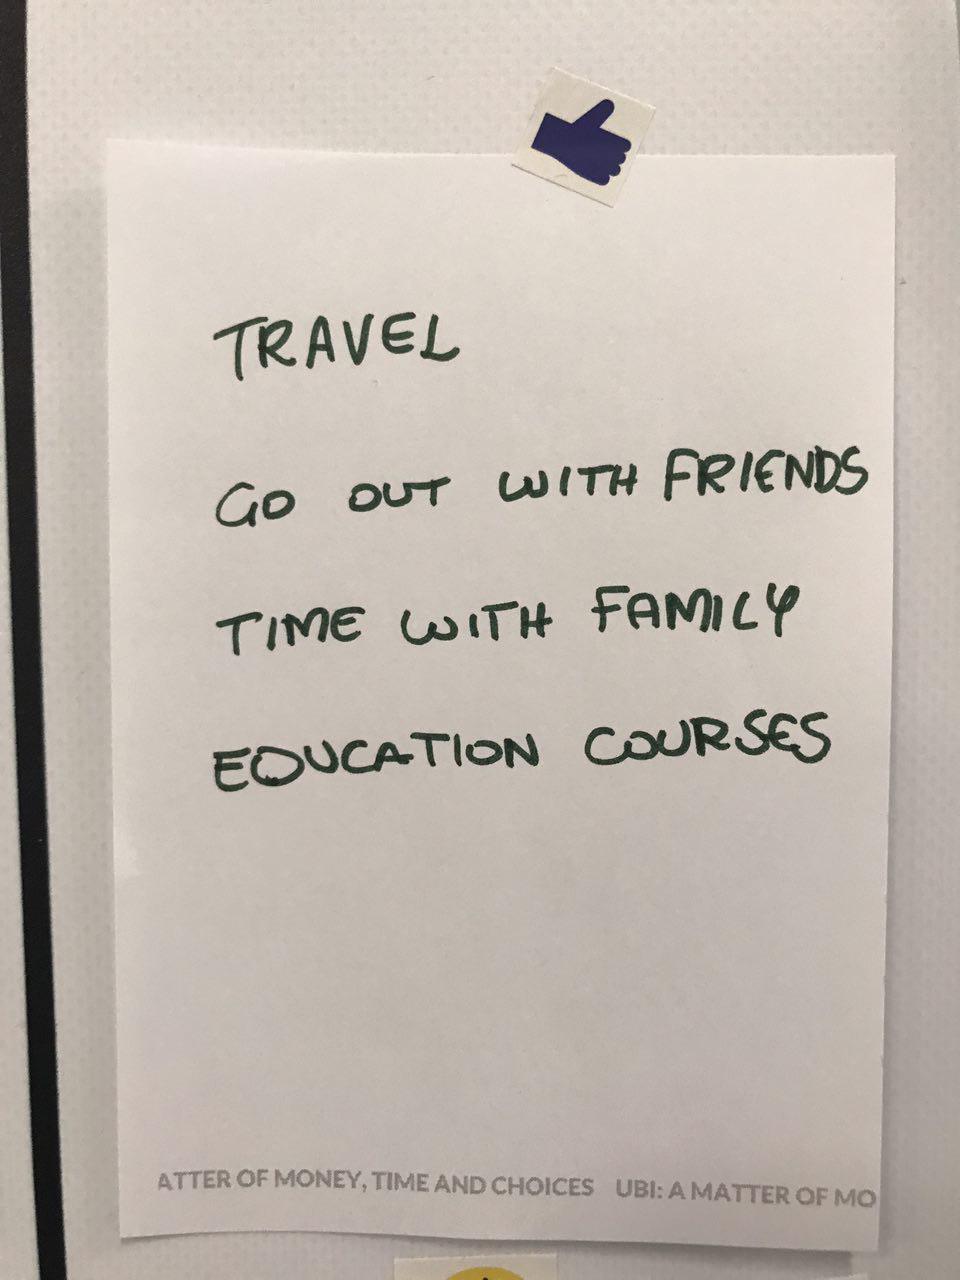 TRAVEL
GO OUT WITH FRIENDS
TIME WITH FAMILY
EDUCATION COURSES
ATTER OF MONEY, TIME AND CHOICES UBI: A MATTER OF MO